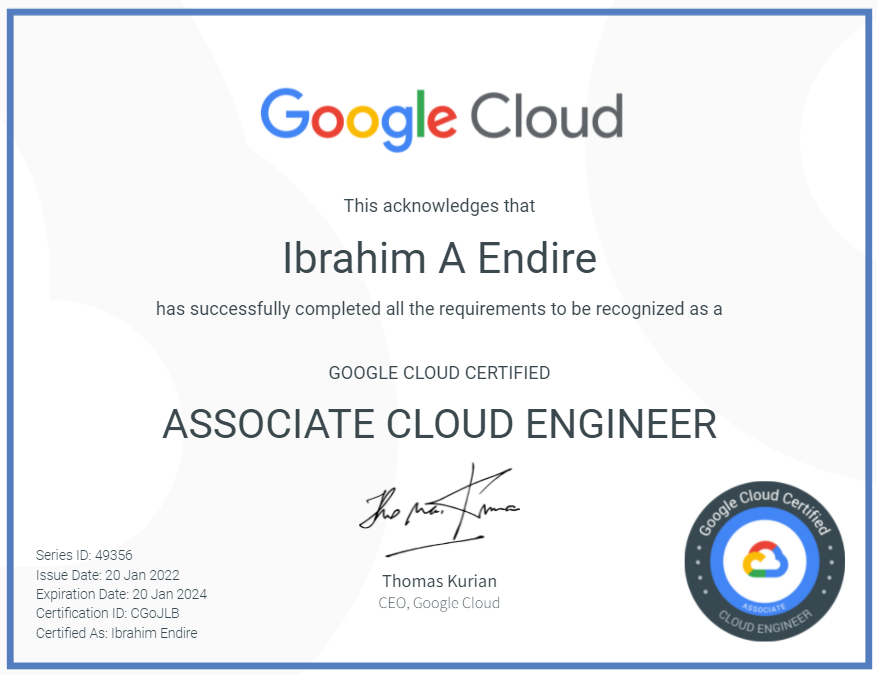 Google Cloud
This acknowledges that
Ibrahim A Endire
has successfully completed all the requirements to be recognized as a
GOOGLE CLOUD CERTIFIED
ASSOCIATE CLOUD ENGINEER
Thomas Kurian
Thomas Kurian
CEO, Google Cloud
Series ID: 49356
Issue Date: 20 Jan 2022
Expiration Date: 20 Jan 2024
Certification ID: CGoJLB
Certified As: Ibrahim Endire
Google Cloud Certified
ASSOCIATE
CLOUD ENGINEER